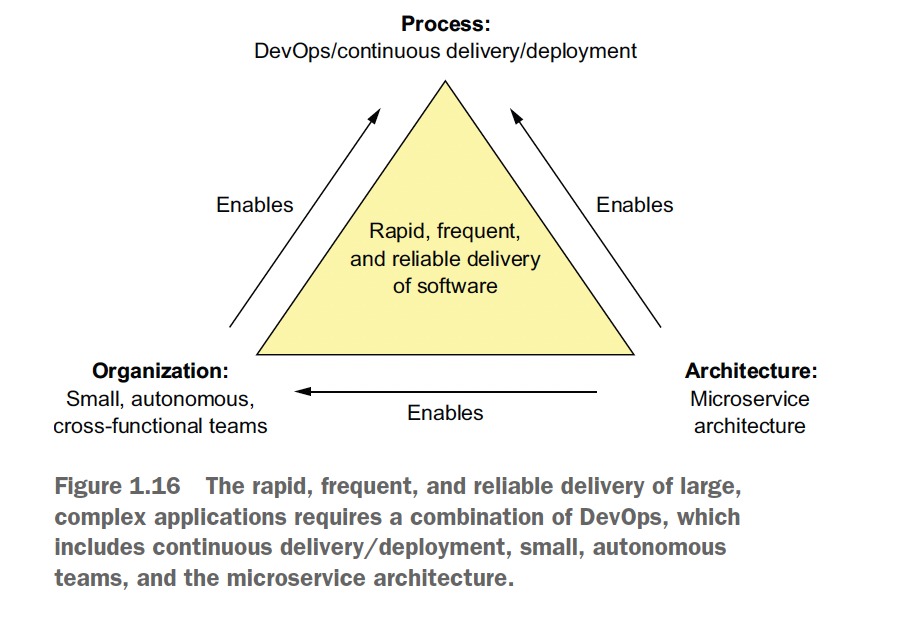 Process:
DevOps/continuous delivery/deployment
Enables
Enables
Rapid, frequent,
and reliable delivery
of software
Organization:
Small, autonomous,
cross-functional teams
Enables
Architecture:
Microservice
architecture
Figure 1.16 The rapid, frequent, and reliable delivery of large,
complex applications requires a combination of DevOps, which
includes continuous delivery/deployment, small, autonomous
teams, and the microservice architecture.